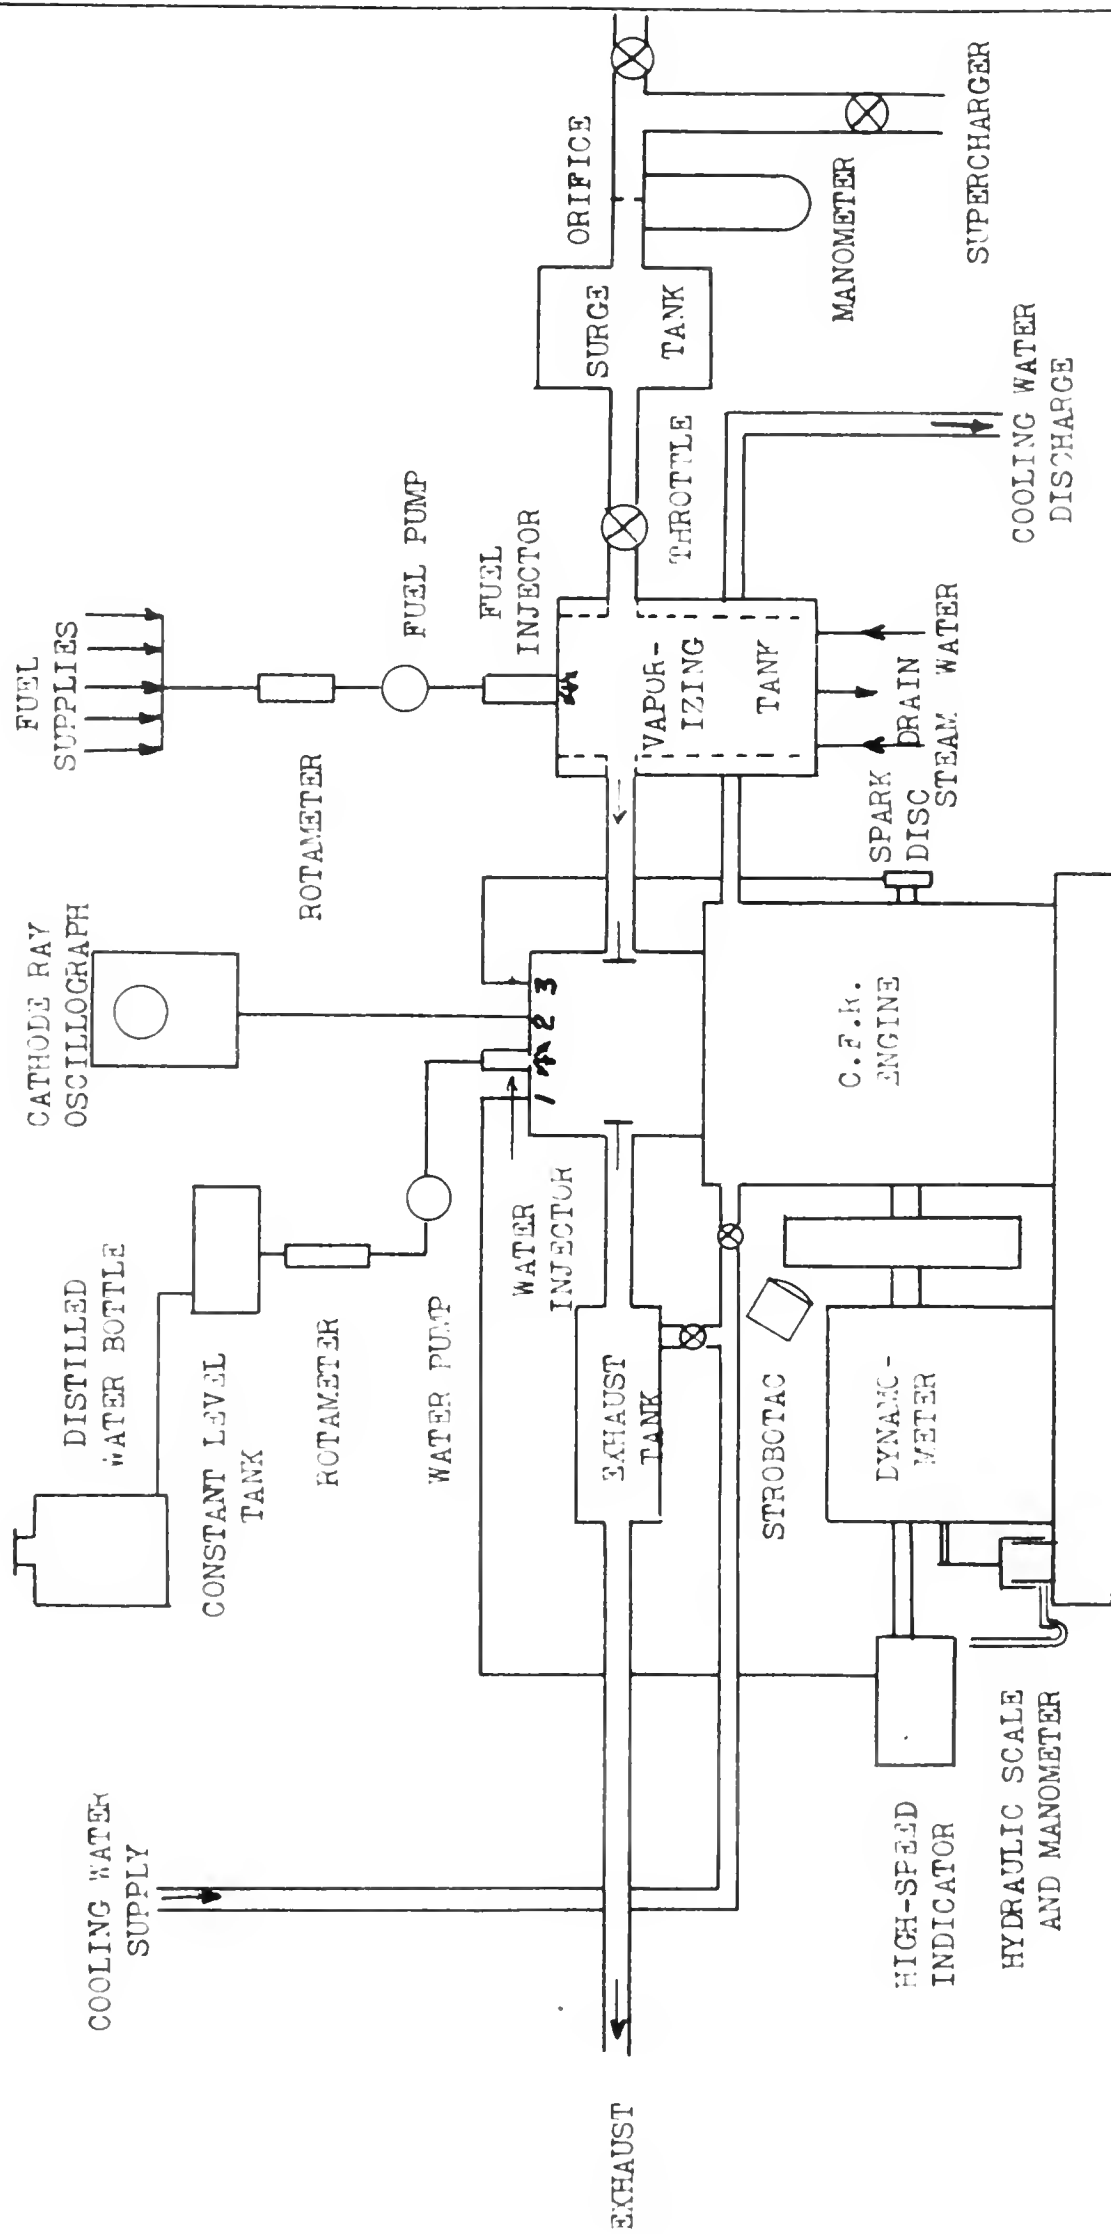 FUEL
SUPPLIES
CATHODE RAY
OSCILLOGRAPH
DISTILLED
WATER BOTTLE
COOLING WATER
SUPPLY
CONSTANT LEVEL
TANK
ROTAMETER
ROTAMETER
FUEL PUMP
WATER PUMP
FUEL
INJECTOR
WATER
INJECTOR
1
2
3
ORIFICE
SURGE
TANK
THROTTLE
VAPOR-
IZING
TANK
EXHAUST
TANK
EXHAUST
MANOMETER
SUPERCHARGER
COOLING WATER
DISCHARGE
STEAM
DRAIN
WATER
SPARK
DISC
C.F.R.
ENGINE
STROBOTAC
DYNAMO-
METER
HIGH-SPEED
INDICATOR
HYDRAULIC SCALE
AND MANOMETER